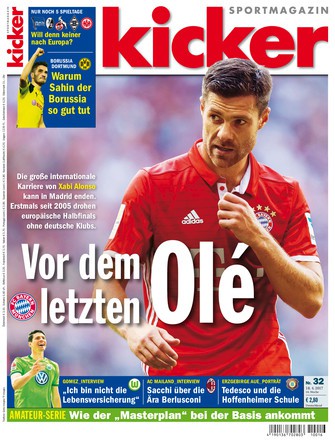 SPORTMAGAZIN
kicker
NUR NOCH 5 SPIELTAGE
Will denn keiner
nach Europa?
BORUSSIA
DORTMUND
Warum
Sahin der
Borussia
so gut tut
Die große internationale
Karriere von Xabi Alonso
kann in Madrid enden.
Erstmals seit 2005 drohen
europäische Halbfinals
ohne deutsche Klubs.
adidas
Vor dem
letzten Olé
GOMEZ_INTERVIEW
„Ich bin nicht die
Lebensversicherung“
AC MAILAND_INTERVIEW
Sacchi über die
Ära Berlusconi
ERZGEBIRGE AUE_PORTRÄT
Tedesco und die
Hoffenheimer Schule
Nr. 32
€ 2,80
AMATEUR-SERIE Wie der „Masterplan“ bei der Basis ankommt